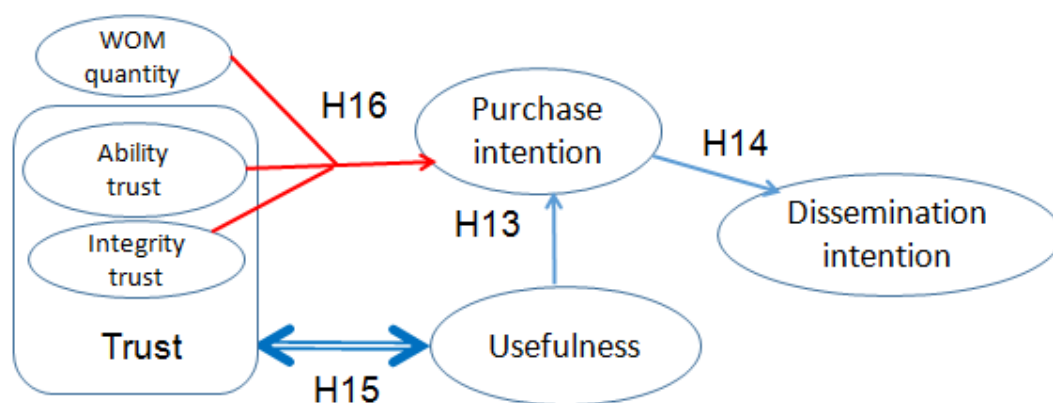 WOM
quantity
H16
Ability
trust
Integrity
trust
Trust
H15
Purchase
intention
H13
Usefulness
H14
Dissemination
intention